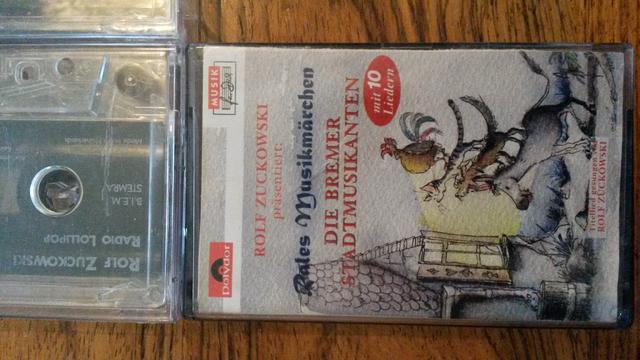 ROLF ZUCKOWSKI
präsentiert:
Rales Musikmärchen
DIE BREMER
STADTMUSIKANTEN
mit 10
Liedern
MUSIK
Polydor
Titellied gesungen von
ROLF ZUCKOWSKI
ROLF ZUCKOWSKI
RADIO LOLLIPOP
B.I.E.M.
STEMRA